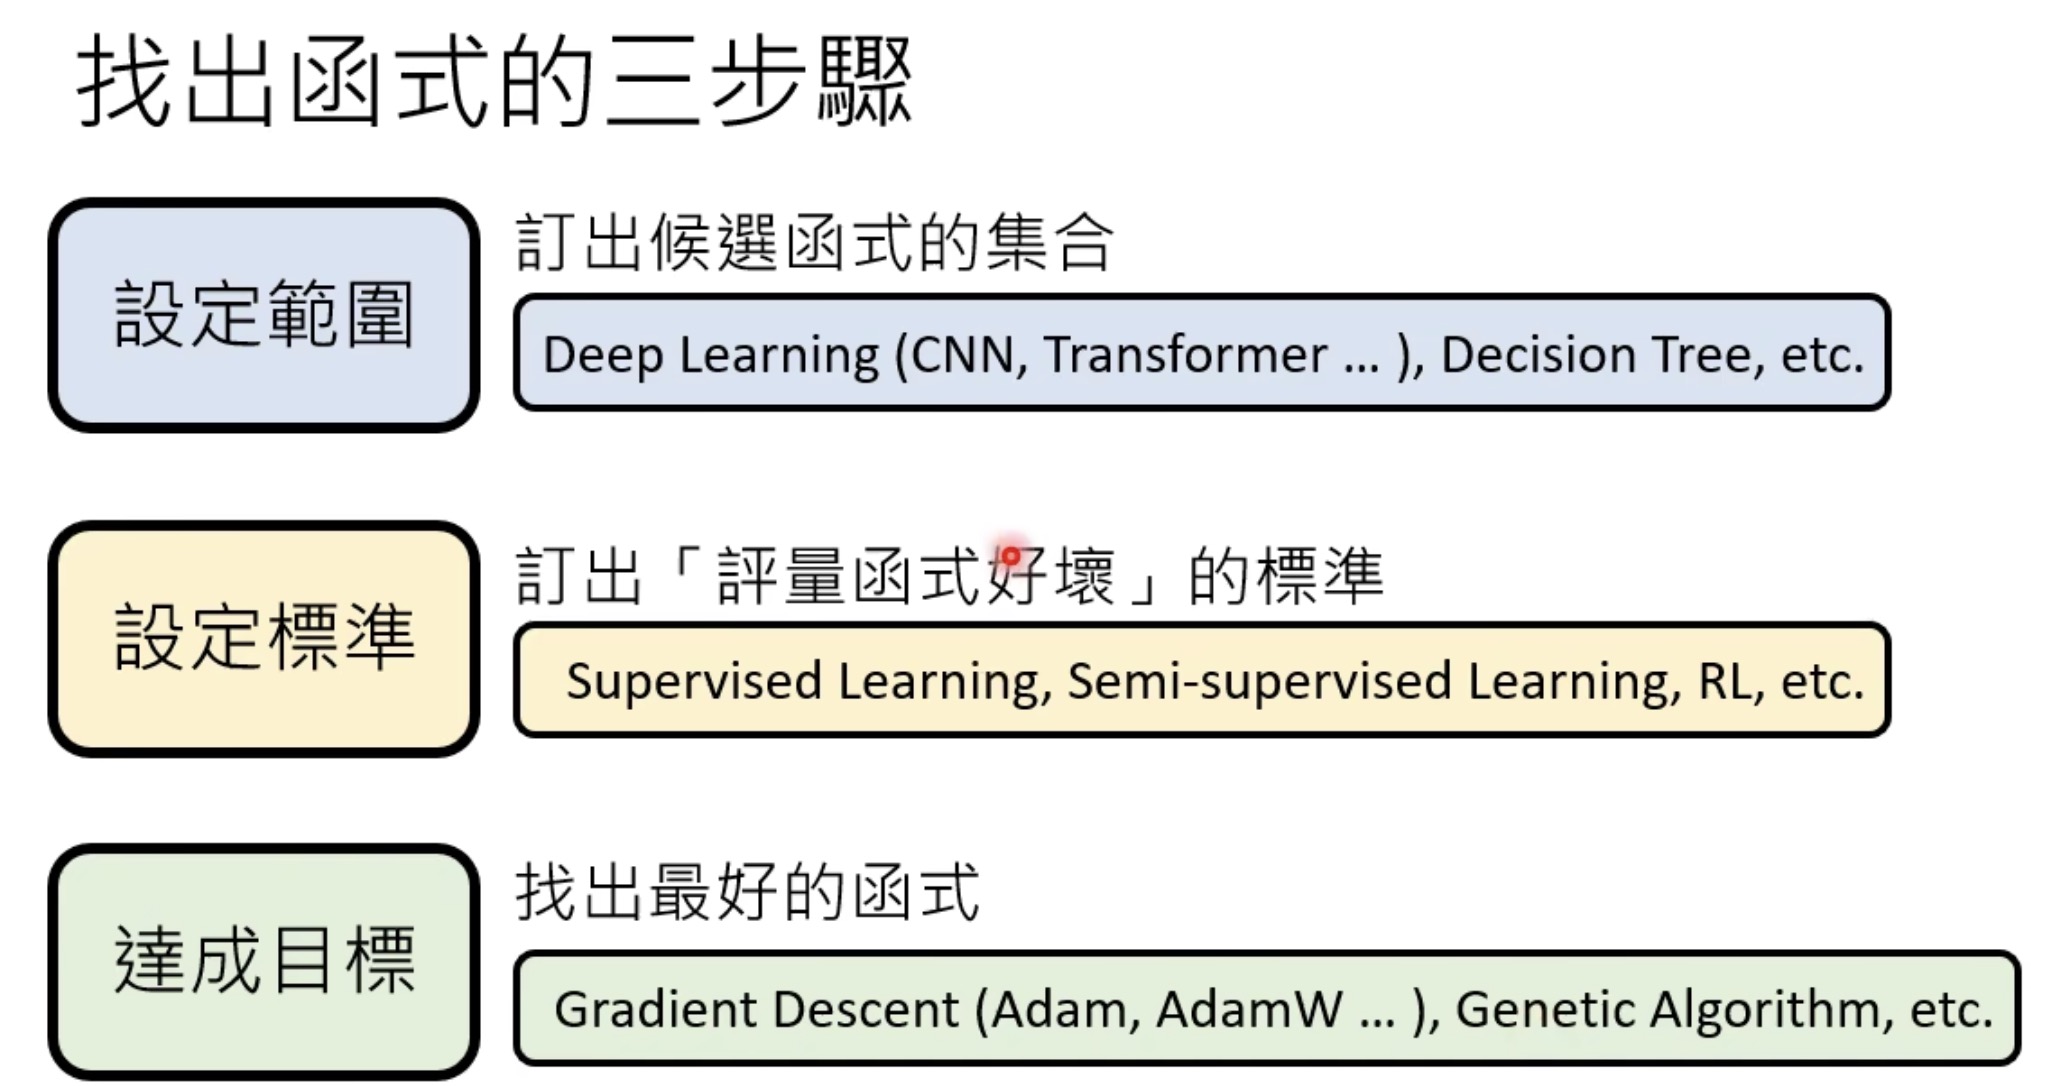 找出函式的三步驟
設定範圍
訂出候選函式的集合
Deep Learning (CNN, Transformer ... ), Decision Tree, etc.
設定標準
訂出「評量函式好壞」的標準
Supervised Learning, Semi-supervised Learning, RL, etc.
達成目標
找出最好的函式
Gradient Descent (Adam, AdamW ... ), Genetic Algorithm, etc.